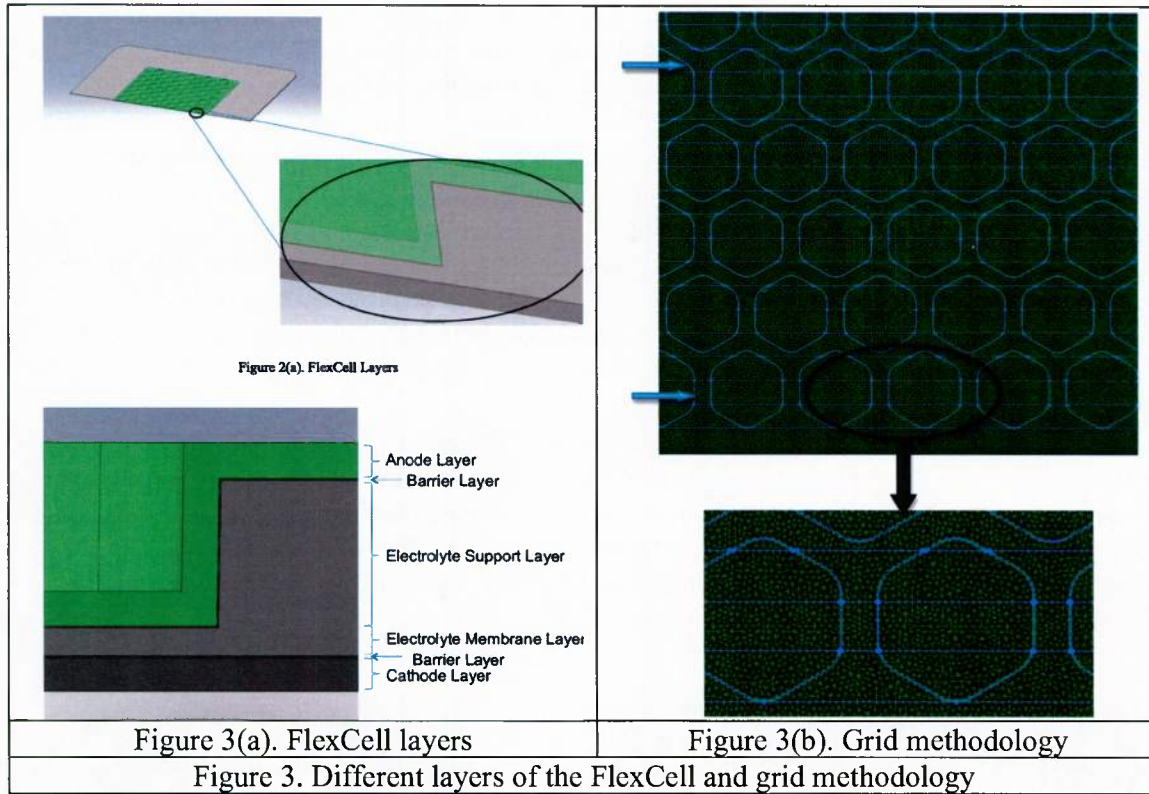 Figure 2(a). FlexCell Layers
Anode Layer
Barrier Layer
Electrolyte Support Layer
Electrolyte Membrane Layer
Barrier Layer
Cathode Layer
Figure 3(a). FlexCell layers
Figure 3(b). Grid methodology
Figure 3. Different layers of the FlexCell and grid methodology